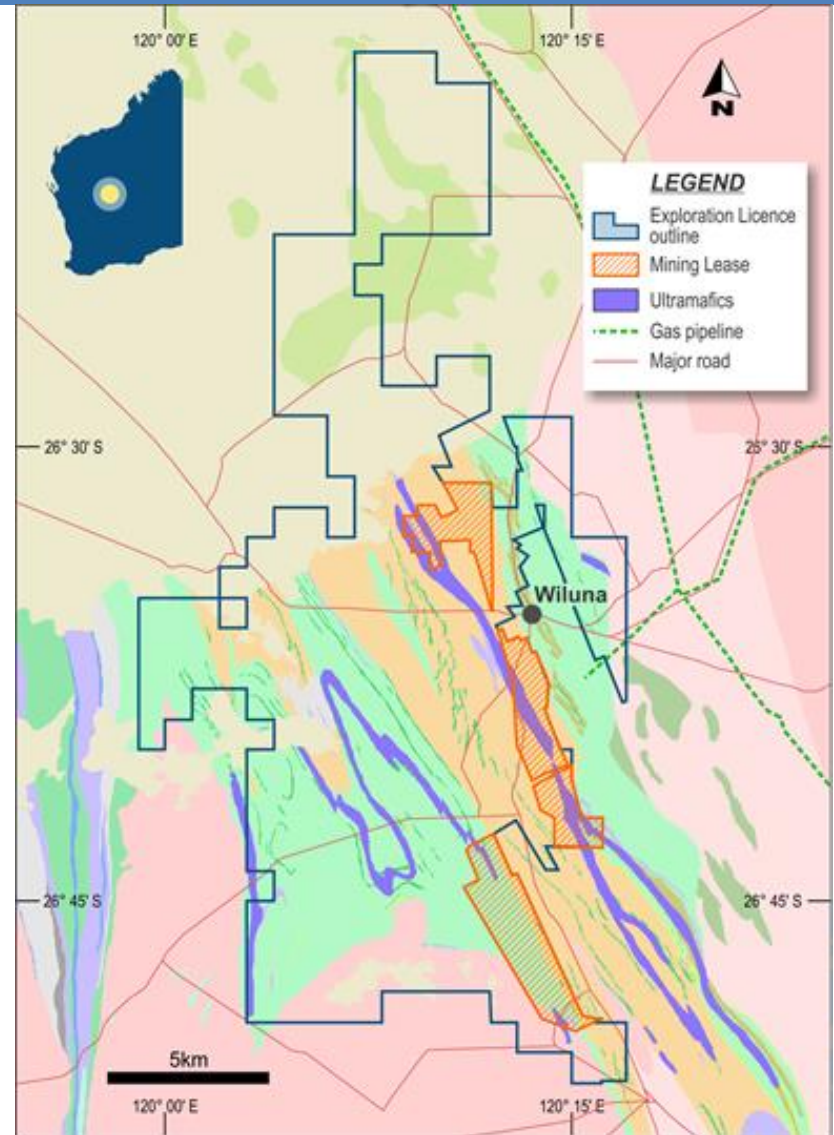 120° 00' E
120° 15' E
N
LEGEND
Exploration Licence
outline
Mining Lease
Ultramafics
Gas pipeline
Major road
26° 30' S
26° 30' S
Wiluna
26° 45' S
26° 45' S
5km
120° 00' E
120° 15' E